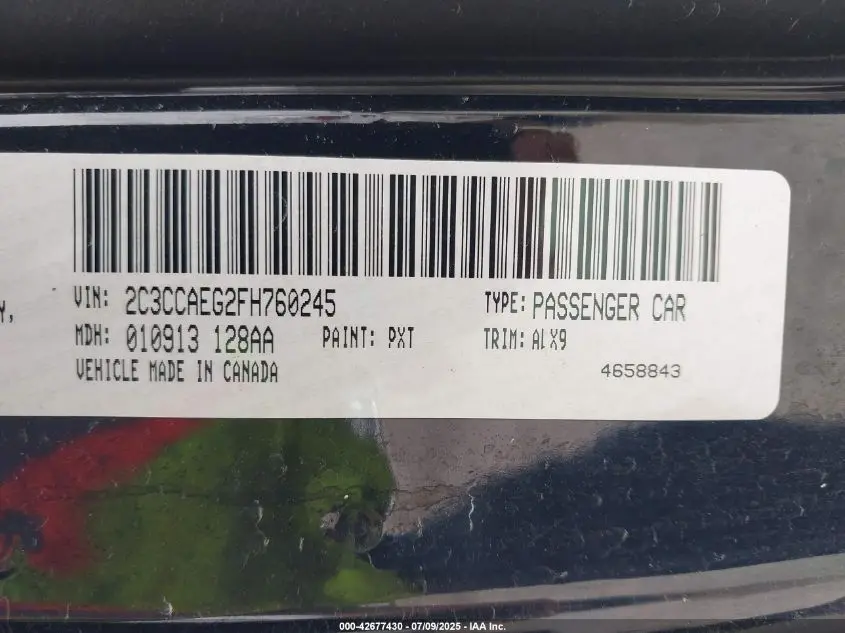 Y,
VIN: 2C3CCAEG2FH760245 TYPE: PASSENGER CAR
MDH: 010913 128AA PAINT: PXT TRIM: ALX9
VEHICLE MADE IN CANADA 4658843
000-42677430 - 07/09/2025 - IAA Inc.